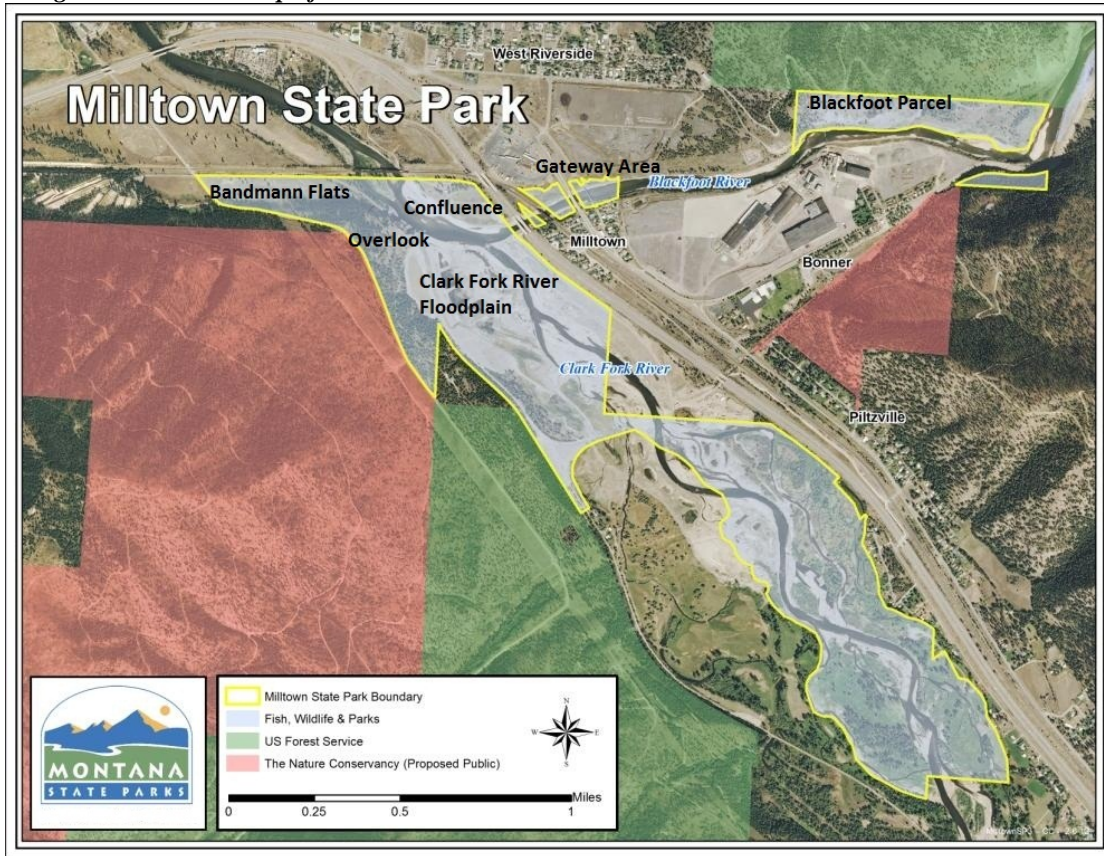 West Riverside
Milltown State Park
Blackfoot Parcel
Gateway Area
Blackfoot River
Bandmann Flats
Confluence
Overlook
Milltown
Bonner
Clark Fork River
Floodplain
Clark Fork River
Piltzville
MONTANA
STATE PARKS
Milltown State Park Boundary
Fish, Wildlife & Parks
US Forest Service
The Nature Conservancy (Proposed Public)
N
W E
S
Miles
0 0.25 0.5 1